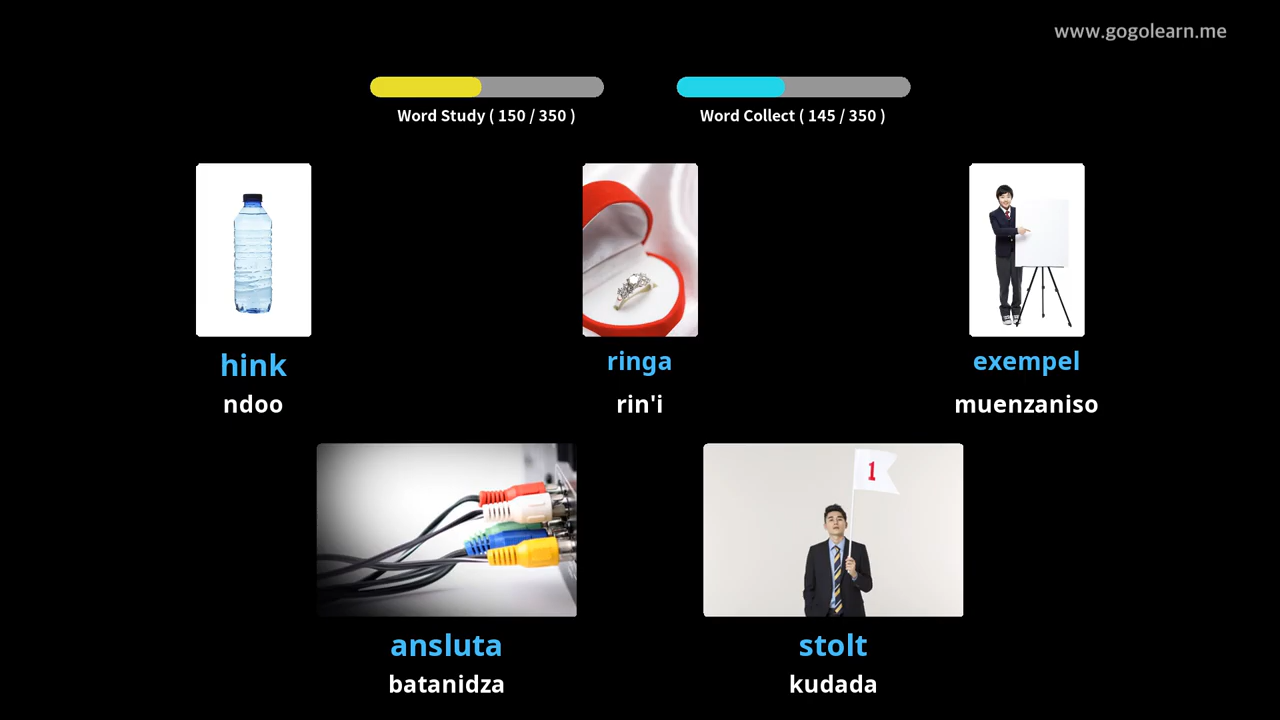 www.gogolearn.me
Word Study ( 150 / 350 )
Word Collect ( 145 / 350 )
hink
ndoo
ringa
rin'i
exempel
muenzaniso
1
ansluta
batanidza
stolt
kudada